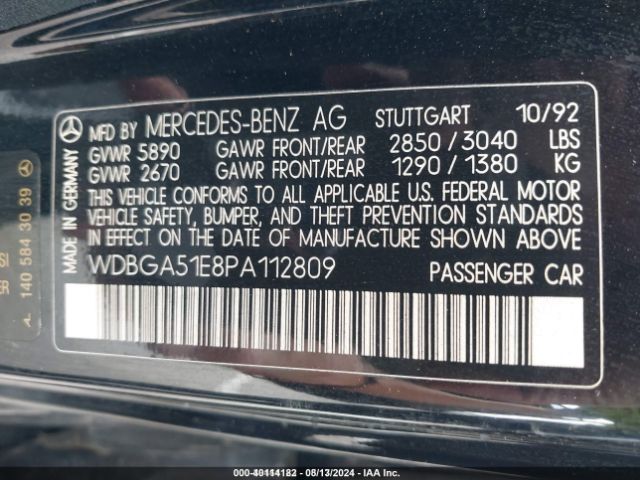 MADE IN GERMANY
MFD BY MERCEDES-BENZ AG STUTTGART 10/92
GVWR 5890 GAWR FRONT/REAR 2850 / 3040 LBS
GVWR 2670 GAWR FRONT/REAR 1290 / 1380 KG
THIS VEHICLE CONFORMS TO ALL APPLICABLE U.S. FEDERAL MOTOR
VEHICLE SAFETY, BUMPER, AND THEFT PREVENTION STANDARDS
IN EFFECT ON THE DATE OF MANUFACTURE SHOWN ABOVE.
WDBGA51E8PA112809 PASSENGER CAR
A. 140 584 30 39
000-40114182 - 08/13/2024 - IAA Inc.